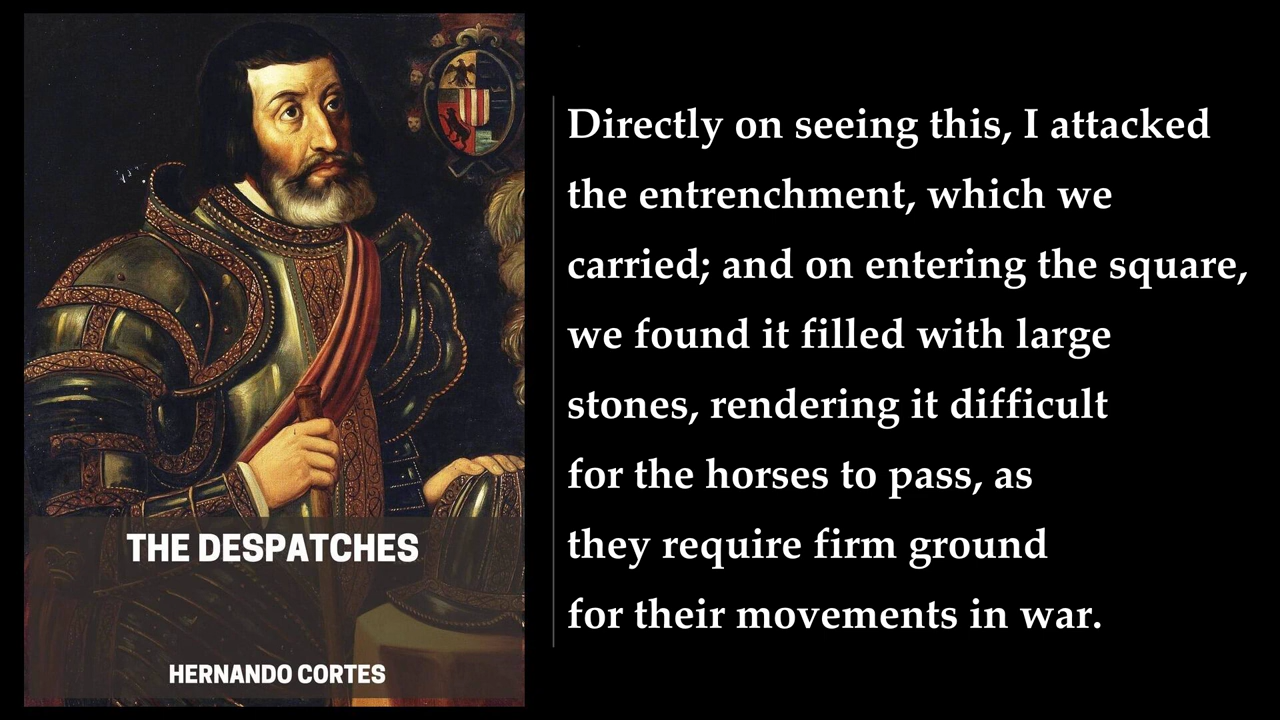 THE DESPATCHES
HERNANDO CORTES
Directly on seeing this, I attacked
the entrenchment, which we
carried; and on entering the square,
we found it filled with large
stones, rendering it difficult
for the horses to pass, as
they require firm ground
for their movements in war.